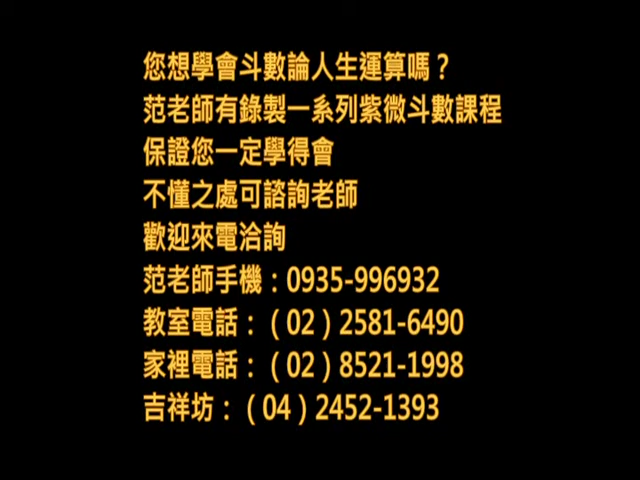 您想學會斗數論人生運算嗎？
范老師有錄製一系列紫微斗數課程
保證您一定學得會
不懂之處可諮詢老師
歡迎來電洽詢
范老師手機：0935-996932
教室電話：（02）2581-6490
家裡電話：（02）8521-1998
吉祥坊：（04）2452-1393